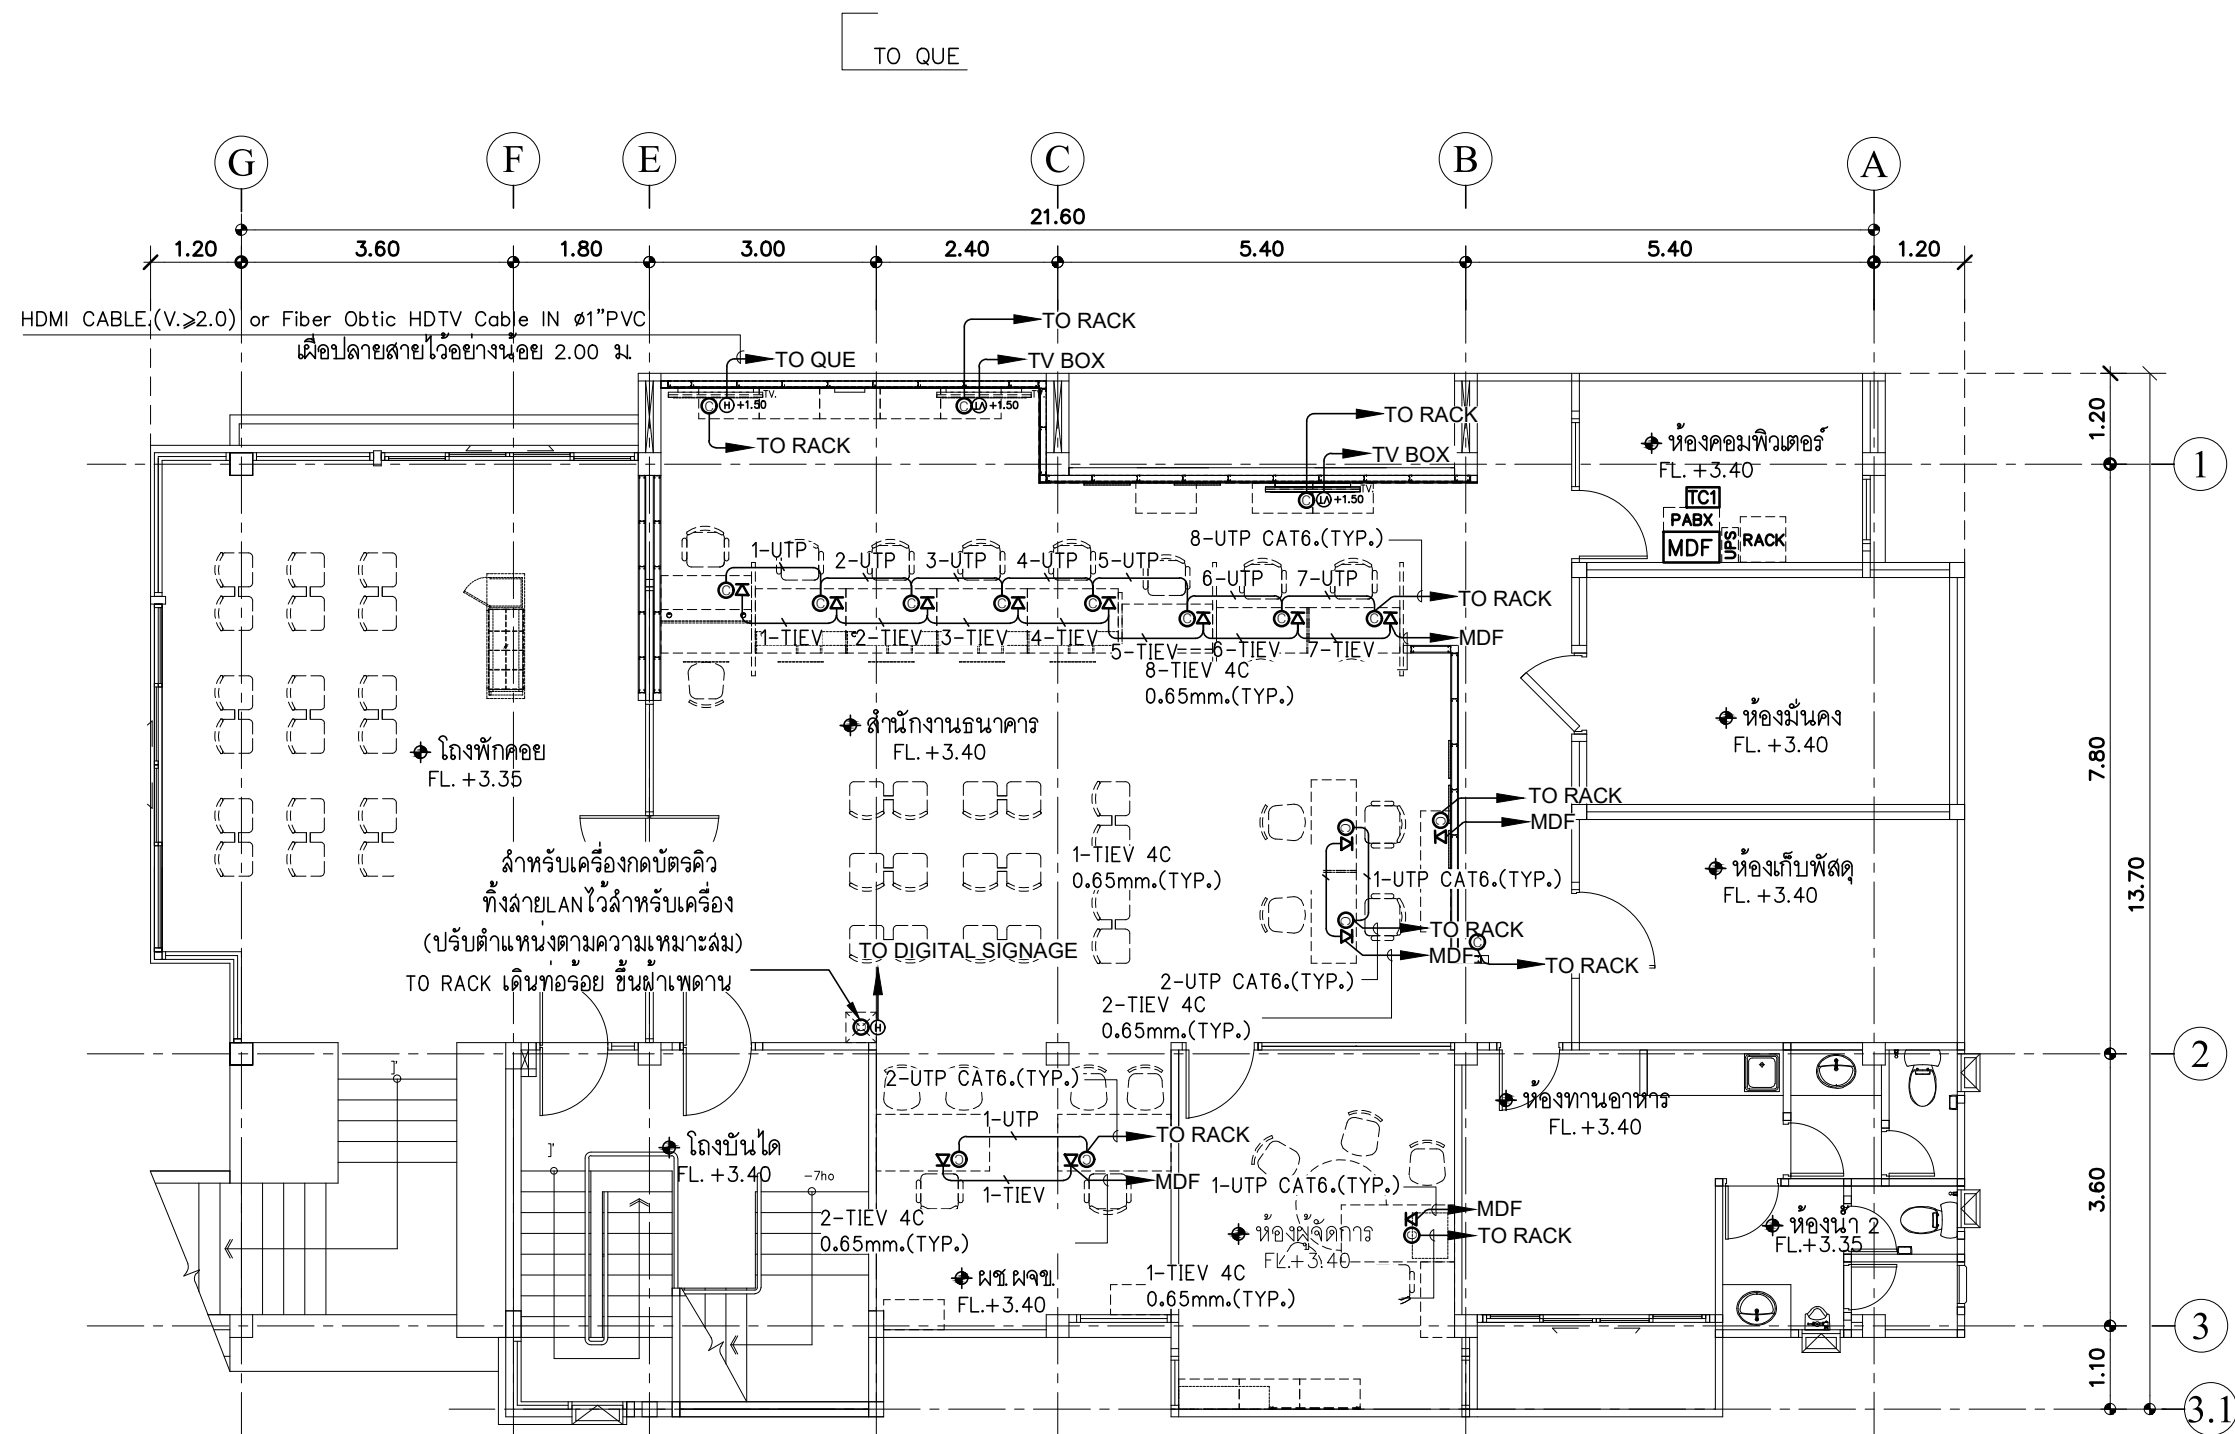 TO QUE
G
F
E
C
B
A
21.60
1.20
3.60
1.80
3.00
2.40
5.40
5.40
1.20
HDMI CABLE.(V.≥2.0) or Fiber Obtic HDTV Cable IN ø1"PVC
เผื่อปลายสายไว้อย่างน้อย 2.00 ม.
TO RACK
TO QUE
TV BOX
TV.
H +1.50
TV.
TV +1.50
TO RACK
TO RACK
TV BOX
TV
TV +1.50
ห้องคอมพิวเตอร์
FL. +3.40
TC1
PABX
MDF
UPS
RACK
1.20
1
8-UTP CAT6.(TYP.)
1-UTP
2-UTP
3-UTP
4-UTP
5-UTP
6-UTP
7-UTP
TO RACK
MDF
1-TIEV
2-TIEV
3-TIEV
4-TIEV
5-TIEV
6-TIEV
7-TIEV
8-TIEV 4C
0.65mm.(TYP.)
สำนักงานธนาคาร
FL. +3.40
โถงพักคอย
FL. +3.35
ห้องมั่นคง
FL. +3.40
7.80
13.70
TO RACK
MDF
ห้องเก็บพัสดุ
FL. +3.40
1-TIEV 4C
0.65mm.(TYP.)
1-UTP CAT6.(TYP.)
สำหรับเครื่องกดบัตรคิว
ทิ้งสายLANไว้สำหรับเครื่อง
(ปรับตำแหน่งตามความเหมาะสม)
TO RACK เดินท่อร้อย ขึ้นฝ้าเพดาน
TO DIGITAL SIGNAGE
TO RACK
MDF
TO RACK
2-UTP CAT6.(TYP.)
2-TIEV 4C
0.65mm.(TYP.)
H
2
2-UTP CAT6.(TYP.)
1-UTP
TO RACK
MDF
1-TIEV
2-TIEV 4C
0.65mm.(TYP.)
โถงบันได
FL. +3.40
-7ho
ห้องทานอาหาร
FL. +3.40
1-UTP CAT6.(TYP.)
MDF
TO RACK
ห้องผู้จัดการ
FL.+3.40
1-TIEV 4C
0.65mm.(TYP.)
ผช.ผจข.
FL.+3.40
ห้องน้ำ 2
FL.+3.35
3.60
3
1.10
3.1